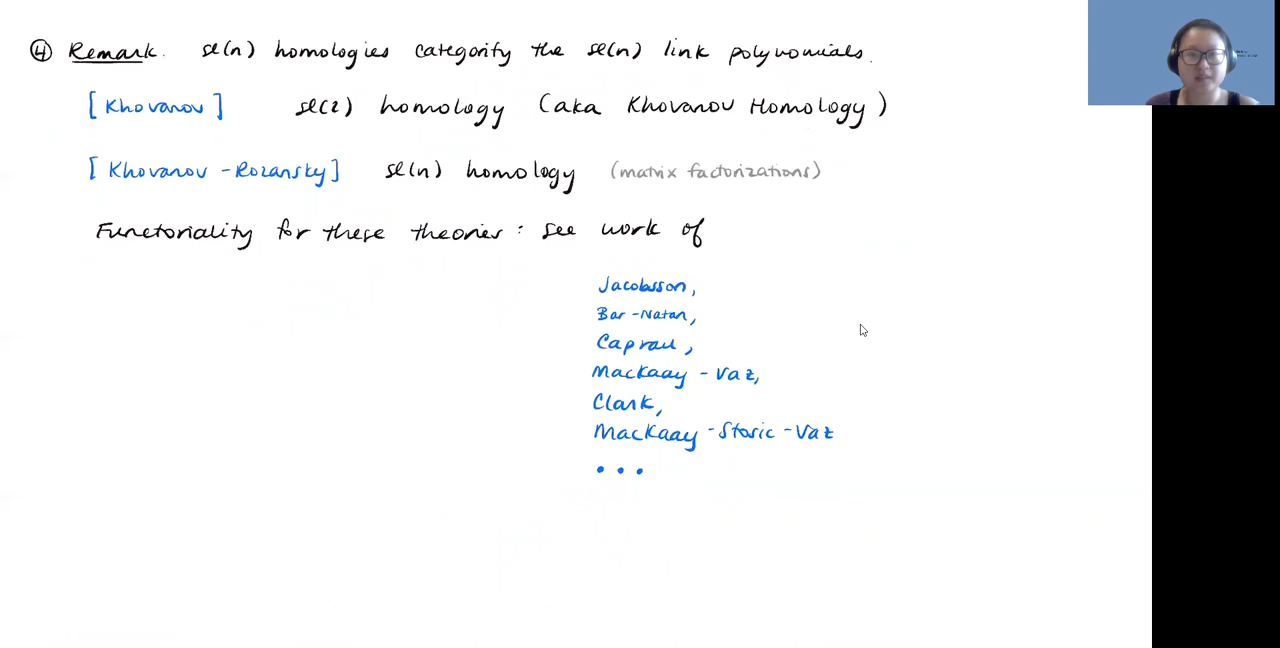 ④ Remark. sl(n) homologies categorify the sl(n) link polynomials.
[Khovanov] sl(2) homology (aka Khovanov Homology)
[Khovanov-Rozansky] sl(n) homology (matrix factorizations)
Functoriality for these theories: see work of
Jacobsson,
Bar-Natan,
Caprau,
Mackaay-Vaz,
Clark,
Mackaay-Stosic-Vaz
...